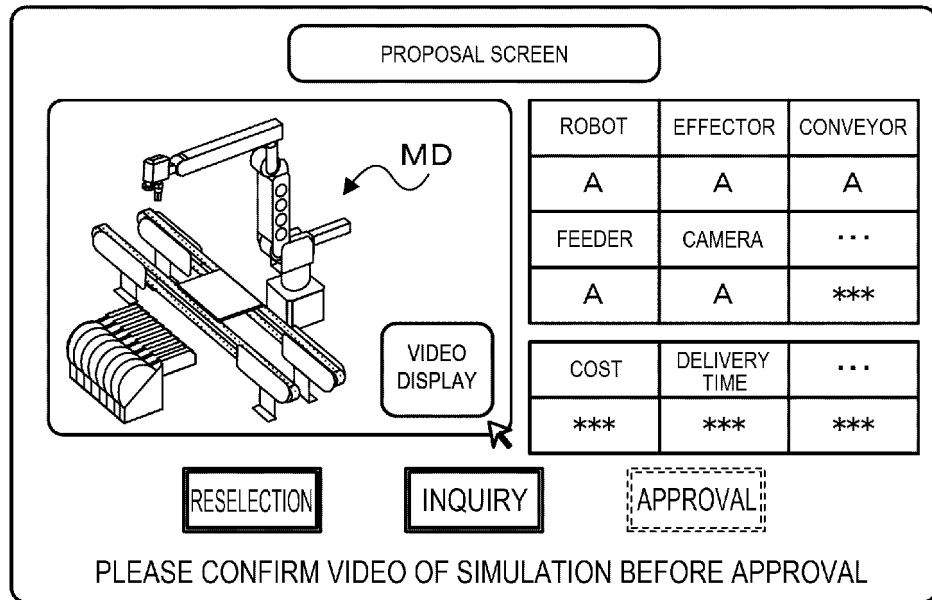 PROPOSAL SCREEN
MD
VIDEO
DISPLAY
ROBOT EFFECTOR CONVEYOR
A A A
FEEDER CAMERA ...
A A ***
COST DELIVERY TIME ...
*** *** ***
RESELECTION INQUIRY APPROVAL
PLEASE CONFIRM VIDEO OF SIMULATION BEFORE APPROVAL